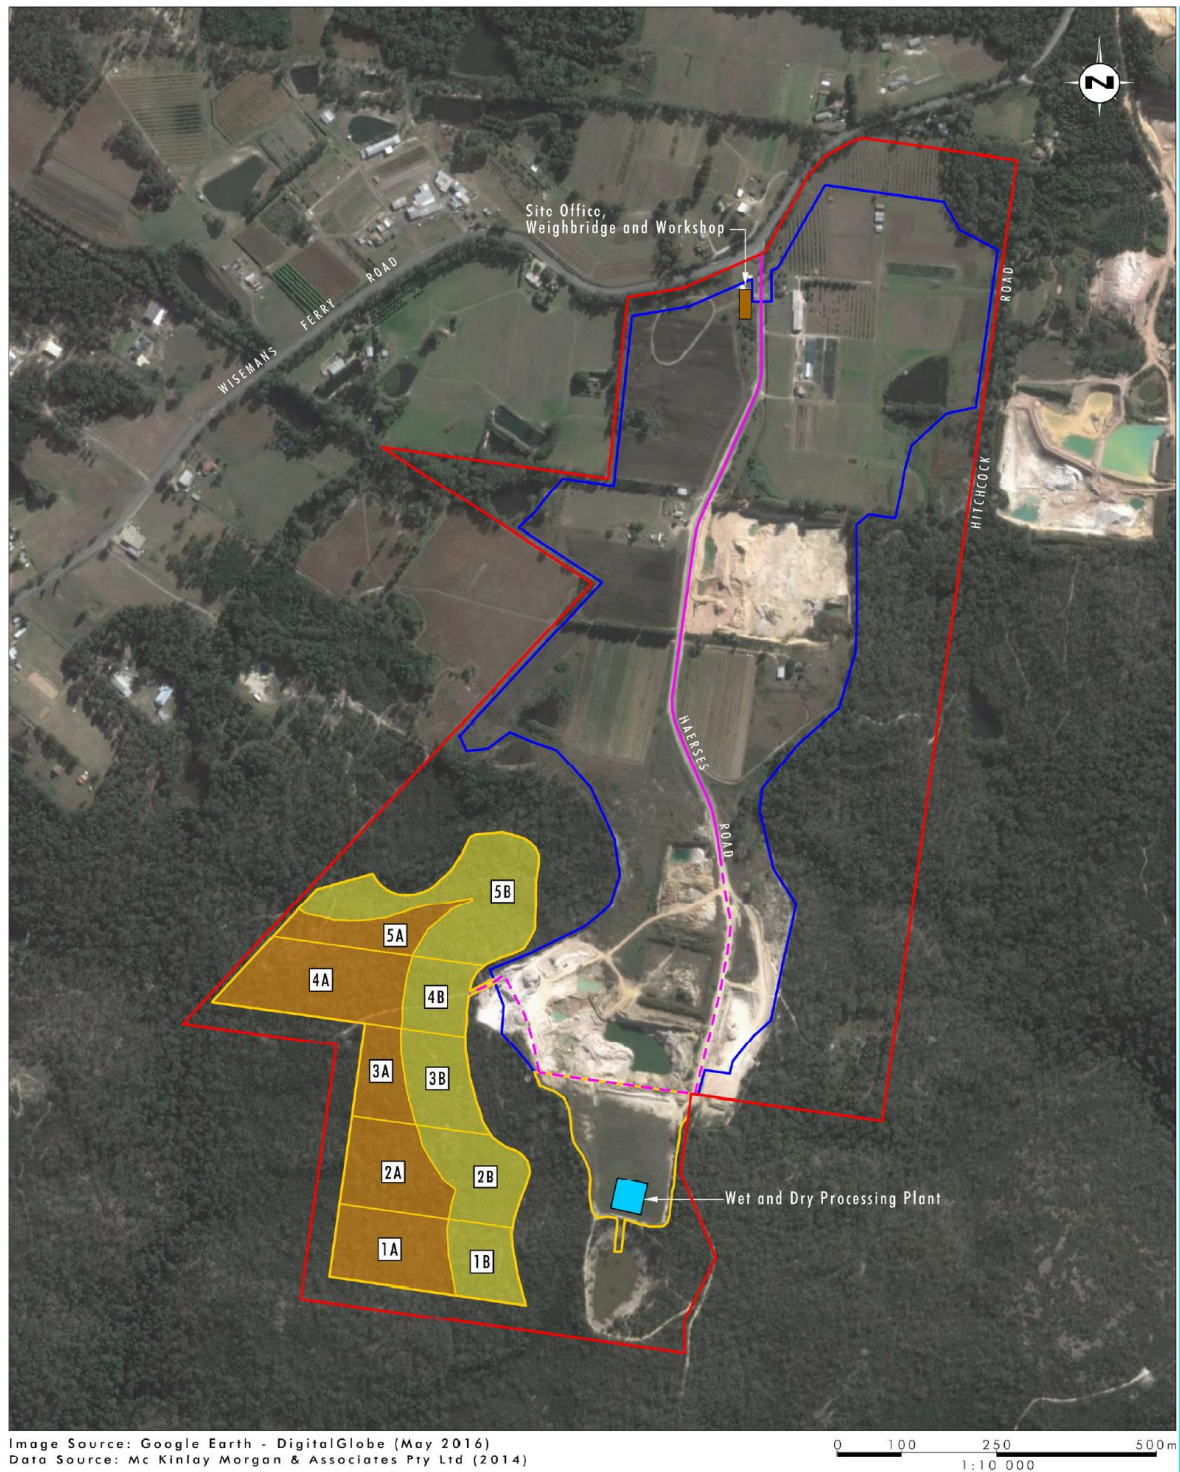 N
Site Office,
Weighbridge and Workshop
WISEMANS FERRY ROAD
HITCHCOCK ROAD
HAERSES ROAD
5B
5A
4A
4B
3A
3B
2A
2B
1A
1B
Wet and Dry Processing Plant
Image Source: Google Earth - DigitalGlobe (May 2016)
Data Source: Mc Kinlay Morgan & Associates Pty Ltd (2014)
0 100 250 500m
1:10 000